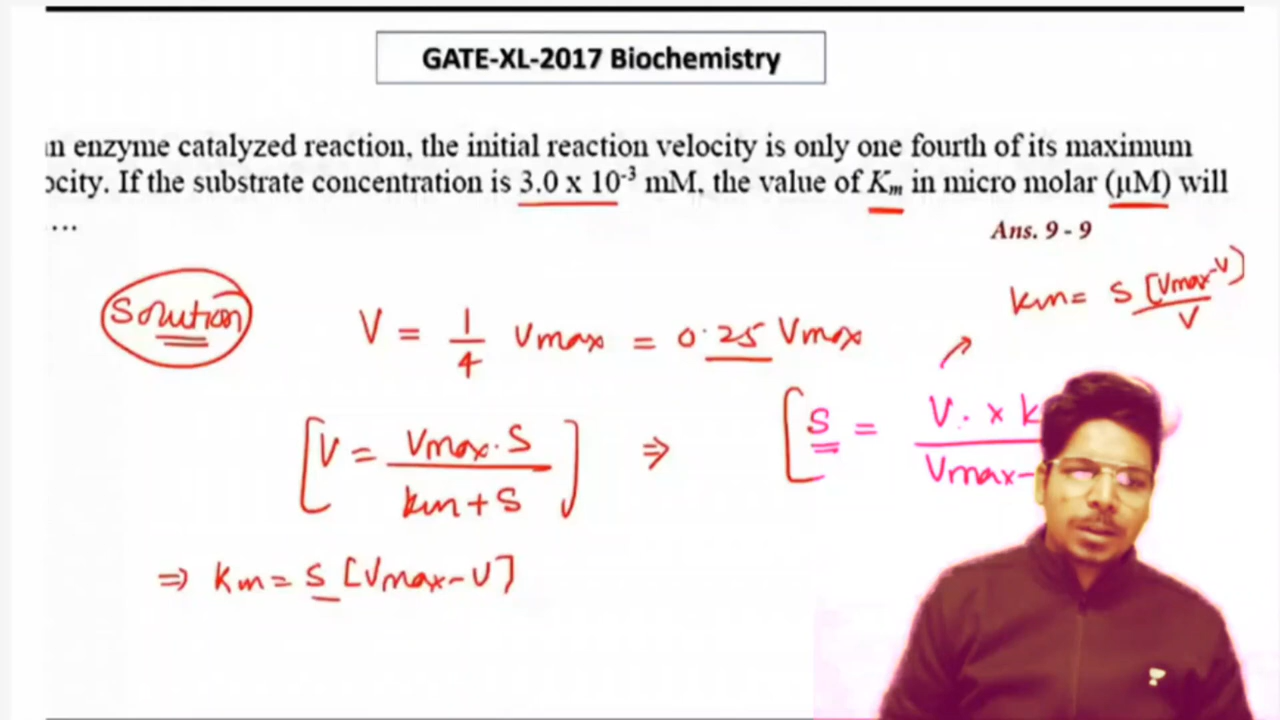 GATE-XL-2017 Biochemistry
n enzyme catalyzed reaction, the initial reaction velocity is only one fourth of its maximum
ocity. If the substrate concentration is 3.0 x 10⁻³ mM, the value of Kₘ in micro molar (μM) will
...
Ans. 9 - 9
Solution
V = 1/4 Vmax = 0.25 Vmax
km = S [Vmax-V] / V
[V = Vmax. S / km + S] ⇒ [S = V. x k / Vmax-
⇒ Km = S [Vmax - V]